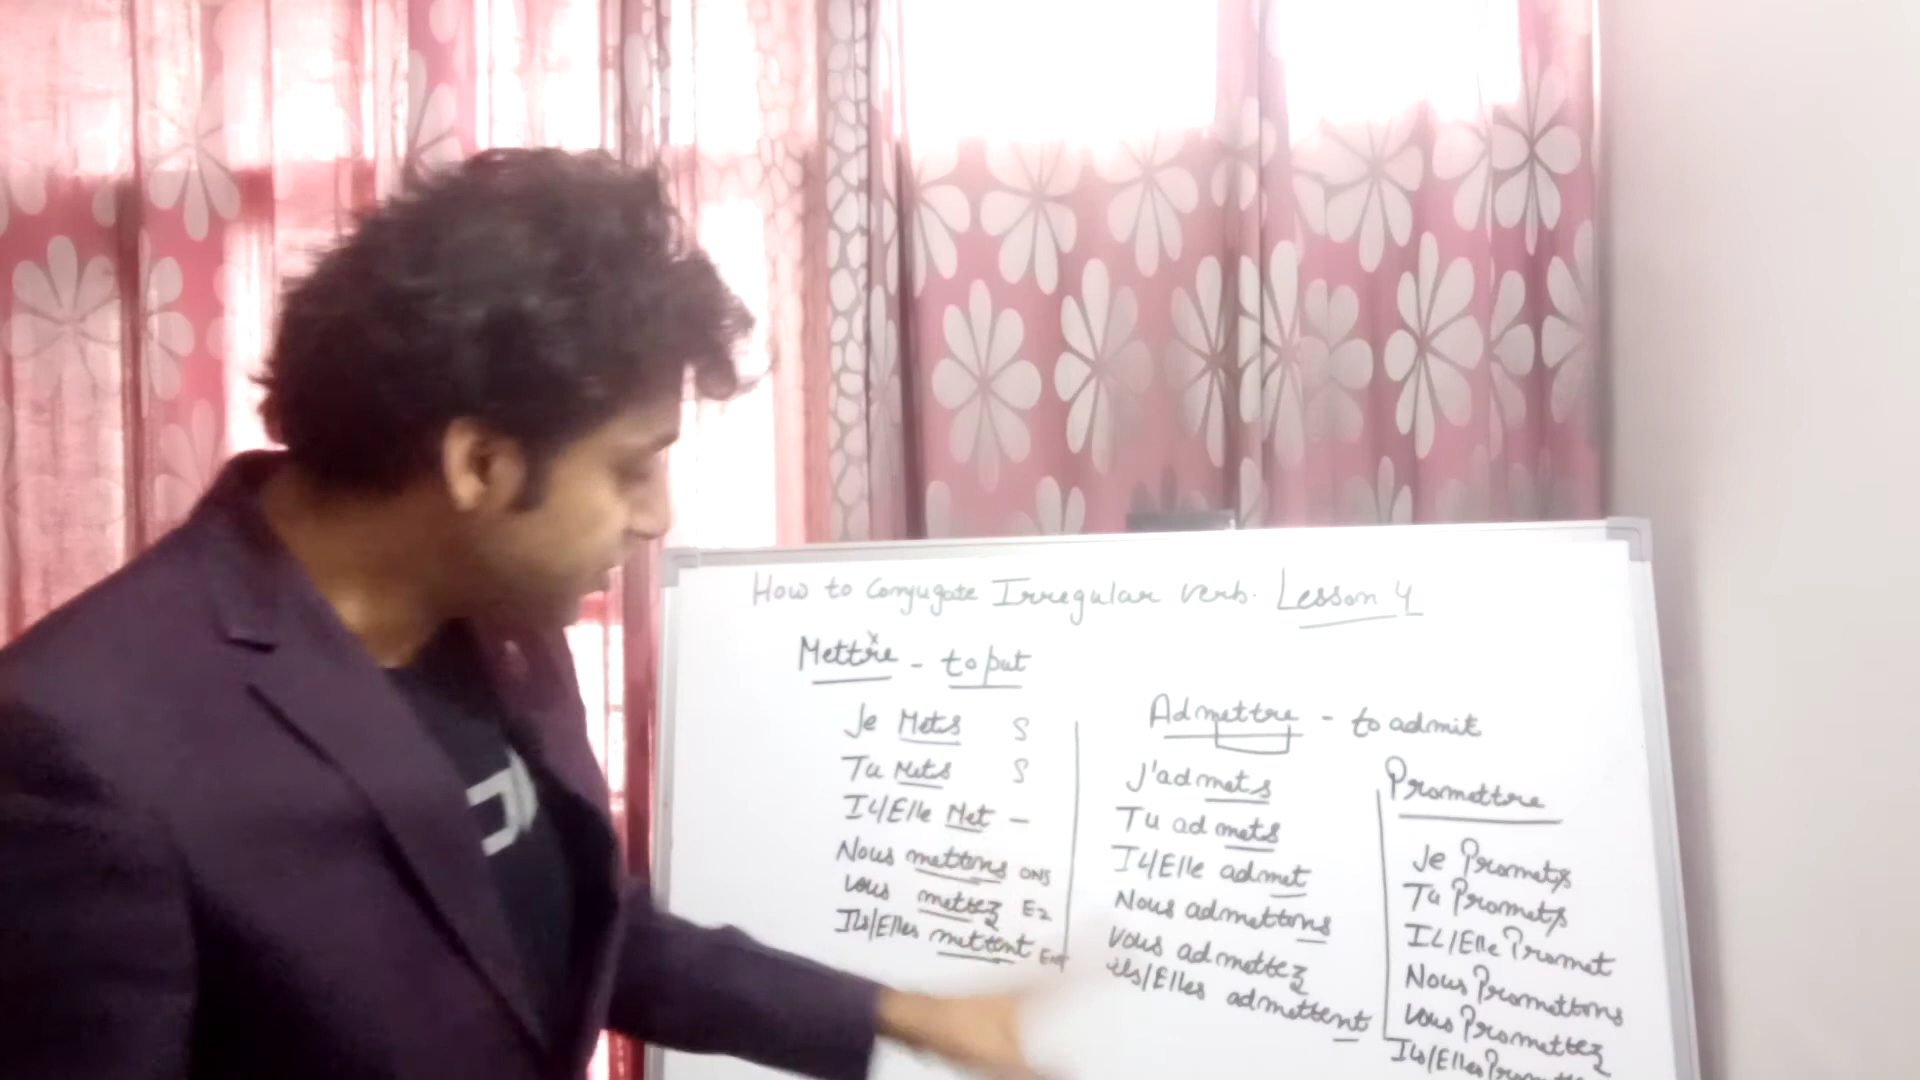 How to Conjugate Irregular verb. Lesson 4
Mettre - to put
Je Mets S
Tu Mets S
Il/Elle Met -
Nous mettons ONS
Vous mettez EZ
Ils/Elles mettent Ent
Admettre - to admit
J'admets
Tu admets
Il/Elle admet
Nous admettons
Vous admettez
ils/Elles admettent
Promettre
Je Promets
Tu Promets
IL/Elle Promet
Nous Promettons
Vous Promettez
Ils/Elles